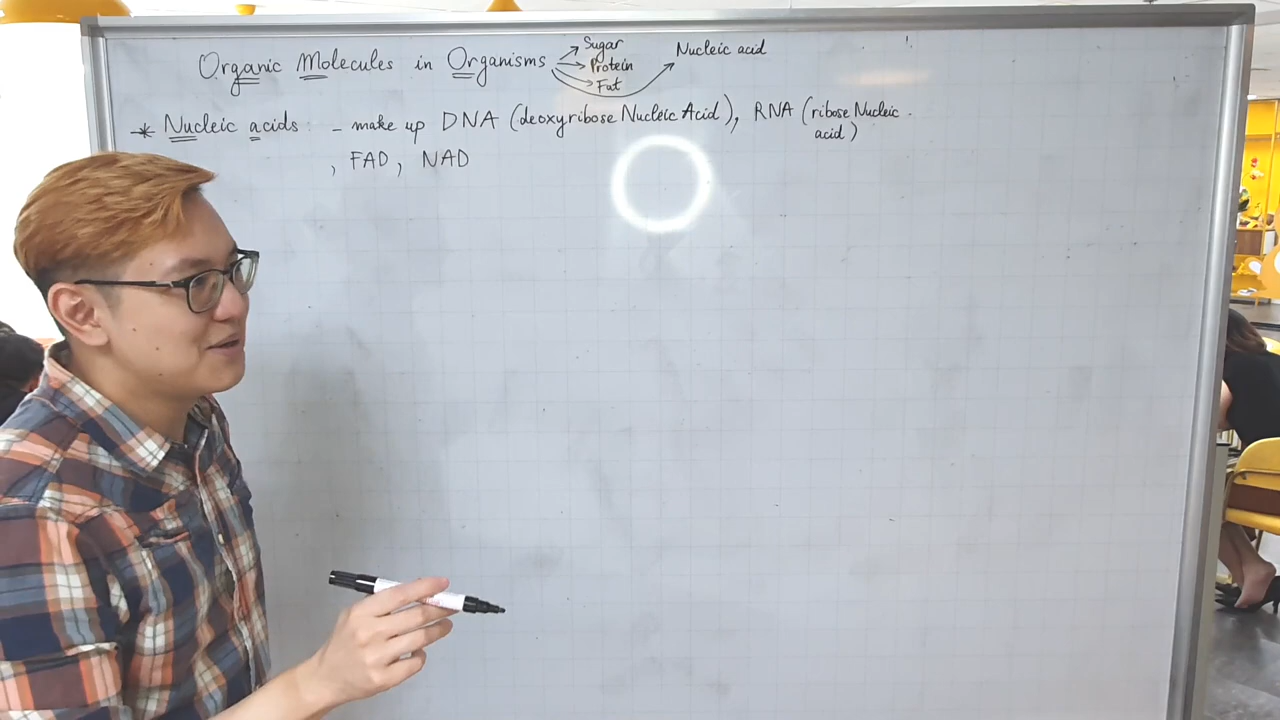 Organic Molecules in Organisms
Sugar
Protein
Fat
Nucleic acid
* Nucleic acids : - make up DNA (deoxyribose Nucleic Acid), RNA (ribose Nucleic
acid)
, FAD, NAD